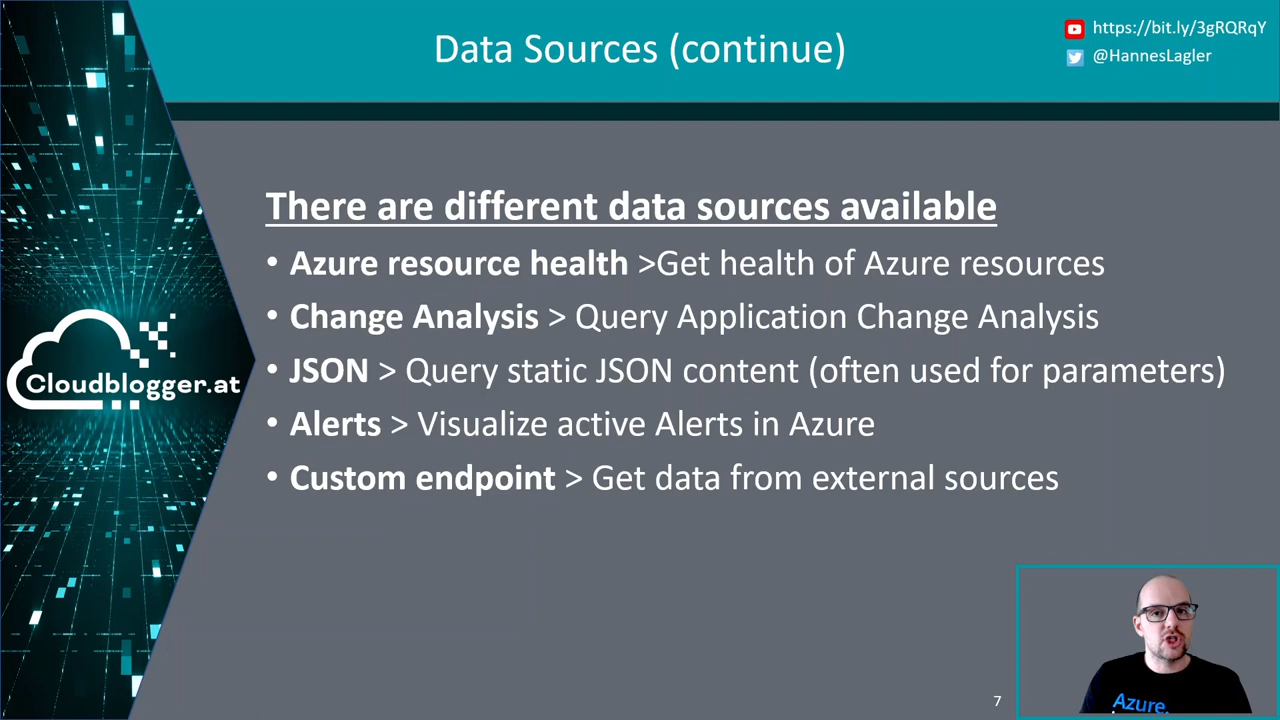 Data Sources (continue)
https://bit.ly/3gRQRqY
@HannesLagler
There are different data sources available
• Azure resource health >Get health of Azure resources
• Change Analysis > Query Application Change Analysis
• JSON > Query static JSON content (often used for parameters)
• Alerts > Visualize active Alerts in Azure
• Custom endpoint > Get data from external sources
Cloudblogger.at
7
Azure.